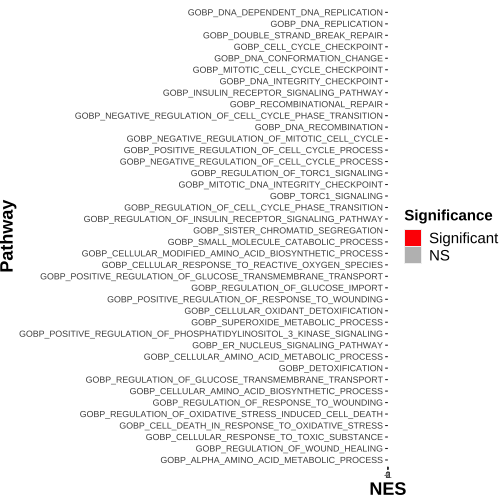 GOBP_DNA_DEPENDENT_DNA_REPLICATION
GOBP_DNA_REPLICATION
GOBP_DOUBLE_STRAND_BREAK_REPAIR
GOBP_CELL_CYCLE_CHECKPOINT
GOBP_DNA_CONFORMATION_CHANGE
GOBP_MITOTIC_CELL_CYCLE_CHECKPOINT
GOBP_DNA_INTEGRITY_CHECKPOINT
GOBP_INSULIN_RECEPTOR_SIGNALING_PATHWAY
GOBP_RECOMBINATIONAL_REPAIR
GOBP_NEGATIVE_REGULATION_OF_CELL_CYCLE_PHASE_TRANSITION
GOBP_DNA_RECOMBINATION
GOBP_NEGATIVE_REGULATION_OF_MITOTIC_CELL_CYCLE
GOBP_POSITIVE_REGULATION_OF_CELL_CYCLE_PROCESS
GOBP_NEGATIVE_REGULATION_OF_CELL_CYCLE_PROCESS
GOBP_REGULATION_OF_TORC1_SIGNALING
GOBP_MITOTIC_DNA_INTEGRITY_CHECKPOINT
GOBP_TORC1_SIGNALING
GOBP_REGULATION_OF_CELL_CYCLE_PHASE_TRANSITION
GOBP_REGULATION_OF_INSULIN_RECEPTOR_SIGNALING_PATHWAY
GOBP_SISTER_CHROMATID_SEGREGATION
GOBP_SMALL_MOLECULE_CATABOLIC_PROCESS
GOBP_CELLULAR_MODIFIED_AMINO_ACID_BIOSYNTHETIC_PROCESS
GOBP_CELLULAR_RESPONSE_TO_REACTIVE_OXYGEN_SPECIES
GOBP_POSITIVE_REGULATION_OF_GLUCOSE_TRANSMEMBRANE_TRANSPORT
GOBP_REGULATION_OF_GLUCOSE_IMPORT
GOBP_POSITIVE_REGULATION_OF_RESPONSE_TO_WOUNDING
GOBP_CELLULAR_OXIDANT_DETOXIFICATION
GOBP_SUPEROXIDE_METABOLIC_PROCESS
GOBP_POSITIVE_REGULATION_OF_PHOSPHATIDYLINOSITOL_3_KINASE_SIGNALING
GOBP_ER_NUCLEUS_SIGNALING_PATHWAY
GOBP_CELLULAR_AMINO_ACID_METABOLIC_PROCESS
GOBP_DETOXIFICATION
GOBP_REGULATION_OF_GLUCOSE_TRANSMEMBRANE_TRANSPORT
GOBP_CELLULAR_AMINO_ACID_BIOSYNTHETIC_PROCESS
GOBP_REGULATION_OF_RESPONSE_TO_WOUNDING
GOBP_REGULATION_OF_OXIDATIVE_STRESS_INDUCED_CELL_DEATH
GOBP_CELL_DEATH_IN_RESPONSE_TO_OXIDATIVE_STRESS
GOBP_CELLULAR_RESPONSE_TO_TOXIC_SUBSTANCE
GOBP_REGULATION_OF_WOUND_HEALING
GOBP_ALPHA_AMINO_ACID_METABOLIC_PROCESS
Pathway
NES
Significance
Significant
NS